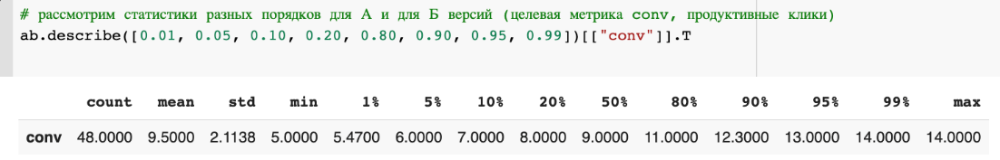 # рассмотрим статистики разных порядков для А и для Б версий (целевая метрика conv, продуктивные клики)
ab.describe([0.01, 0.05, 0.10, 0.20, 0.80, 0.90, 0.95, 0.99])[["conv"]].T
count mean std min 1% 5% 10% 20% 50% 80% 90% 95% 99% max
conv 48.0000 9.5000 2.1138 5.0000 5.4700 6.0000 7.0000 8.0000 9.0000 11.0000 12.3000 13.0000 14.0000 14.0000